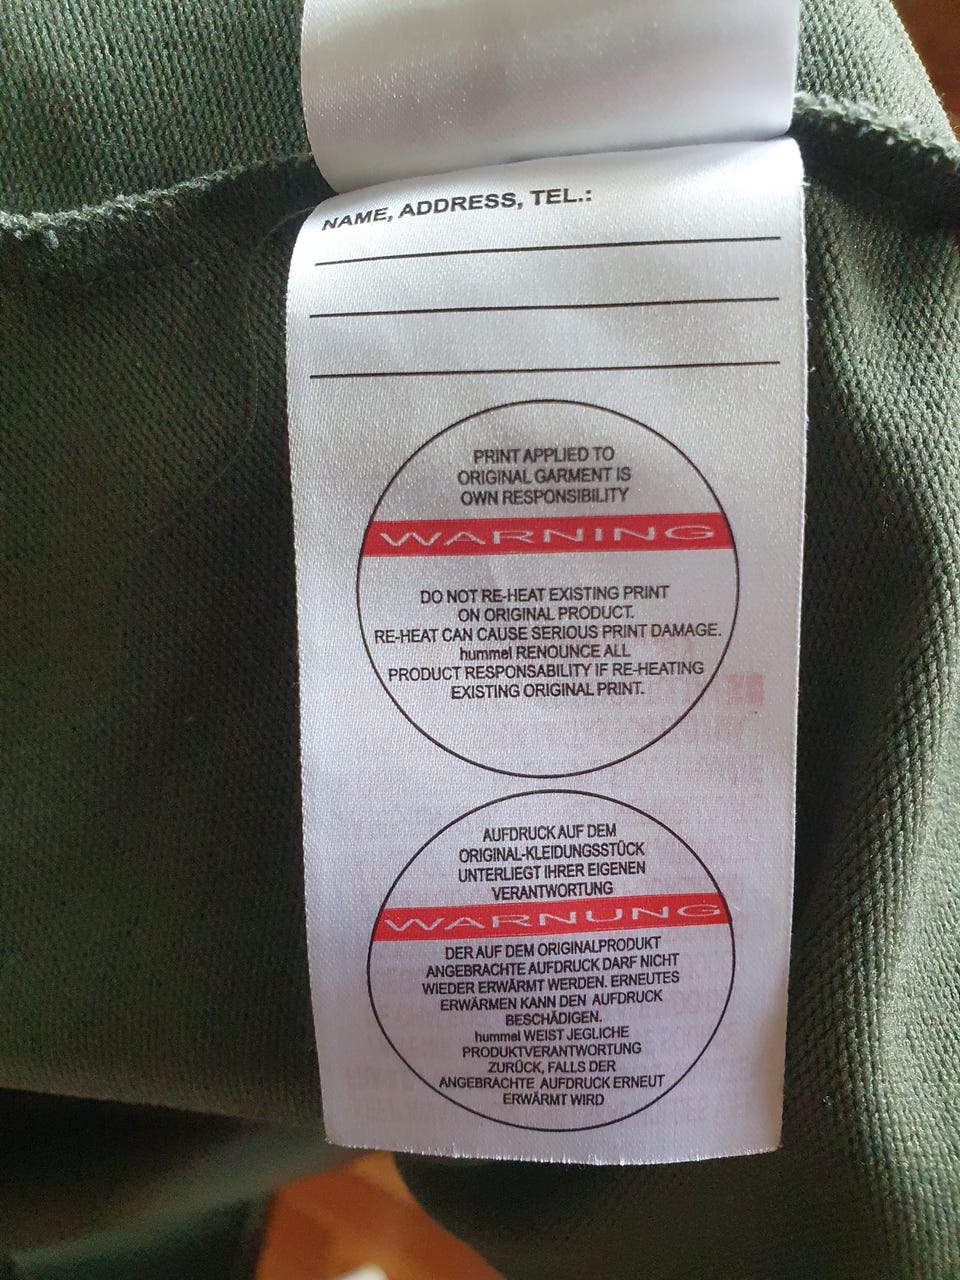 NAME, ADDRESS, TEL.:
PRINT APPLIED TO
ORIGINAL GARMENT IS
OWN RESPONSIBILITY
WARNING
DO NOT RE-HEAT EXISTING PRINT
ON ORIGINAL PRODUCT.
RE-HEAT CAN CAUSE SERIOUS PRINT DAMAGE.
hummel RENOUNCE ALL
PRODUCT RESPONSABILITY IF RE-HEATING
EXISTING ORIGINAL PRINT.
AUFDRUCK AUF DEM
ORIGINAL-KLEIDUNGSSTÜCK
UNTERLIEGT IHRER EIGENEN
VERANTWORTUNG
WARNUNG
DER AUF DEM ORIGINALPRODUKT
ANGEBRACHTE AUFDRUCK DARF NICHT
WIEDER ERWÄRMT WERDEN. ERNEUTES
ERWÄRMEN KANN DEN AUFDRUCK
BESCHÄDIGEN.
hummel WEIST JEGLICHE
PRODUKTVERANTWORTUNG
ZURÜCK, FALLS DER
ANGEBRACHTE AUFDRUCK ERNEUT
ERWÄRMT WIRD